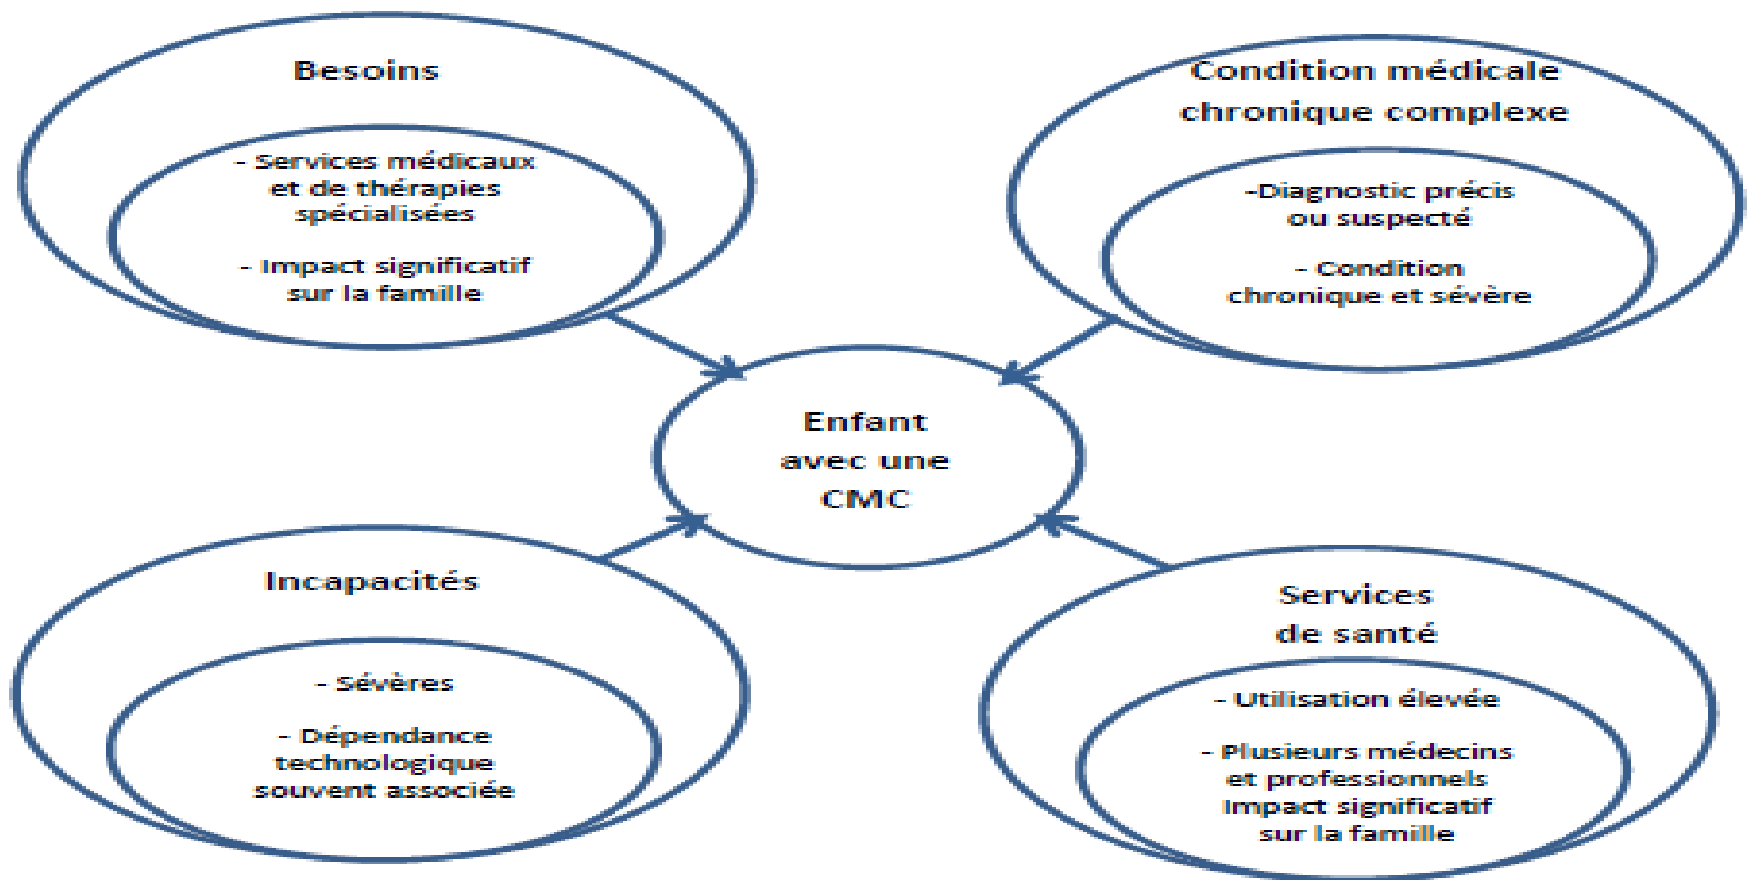 Besoins
- Services médicaux
et de thérapies
spécialisées
- Impact significatif
sur la famille
Condition médicale
chronique complexe
-Diagnostic précis
ou suspecté
- Condition
chronique et sévère
Enfant
avec une
CMC
Incapacités
- Sévères
- Dépendance
technologique
souvent associée
Services
de santé
- Utilisation élevée
- Plusieurs médecins
et professionnels
Impact significatif
sur la famille